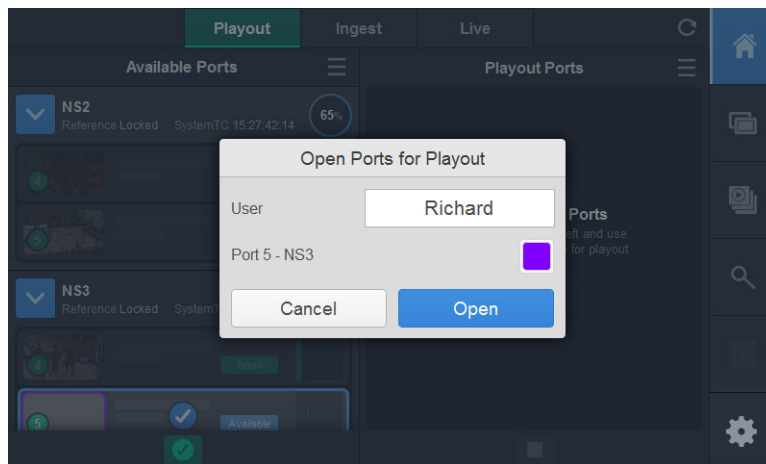 Playout
Ingest
Live
Available Ports
Playout Ports
NS2
Reference Locked SystemTC 15:27:42:14
65%
4
5
Open Ports for Playout
User
Richard
Port 5 - NS3
Cancel
Open
Ports
eft and use
for playout
NS3
Reference Locked SystemT
4
Taken
5
Available